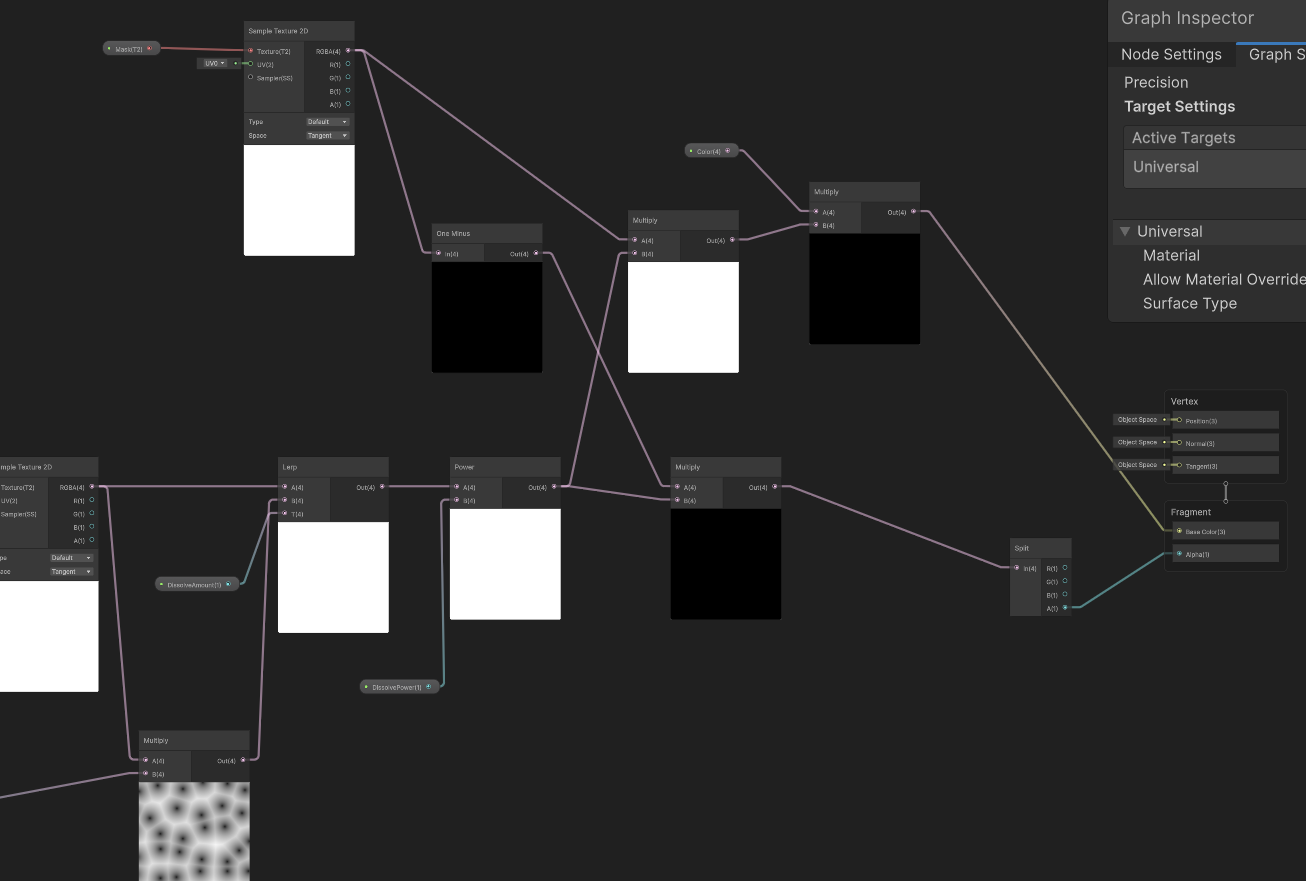 Graph Inspector
Node Settings
Graph S
Precision
Target Settings
Active Targets
Universal
Universal
Material
Allow Material Override
Surface Type
Mask(T2)
UV0
Sample Texture 2D
Texture(T2)
RGBA(4)
UV(2)
R(1)
Sampler(SS)
G(1)
B(1)
A(1)
Type
Default
Space
Tangent
Color(4)
Multiply
A(4)
Out(4)
B(4)
Multiply
A(4)
Out(4)
B(4)
One Minus
In(4)
Out(4)
Vertex
Object Space
Position(3)
Object Space
Normal(3)
Object Space
Tangent(3)
Fragment
Base Color(3)
Alpha(1)
mple Texture 2D
Texture(T2)
RGBA(4)
UV(2)
R(1)
Sampler(SS)
G(1)
B(1)
A(1)
pe
Default
ace
Tangent
Lerp
A(4)
Out(4)
B(4)
T(4)
DissolveAmount(1)
Power
A(4)
Out(4)
B(4)
DissolvePower(1)
Multiply
A(4)
Out(4)
B(4)
Split
In(4)
R(1)
G(1)
B(1)
A(1)
Multiply
A(4)
Out(4)
B(4)